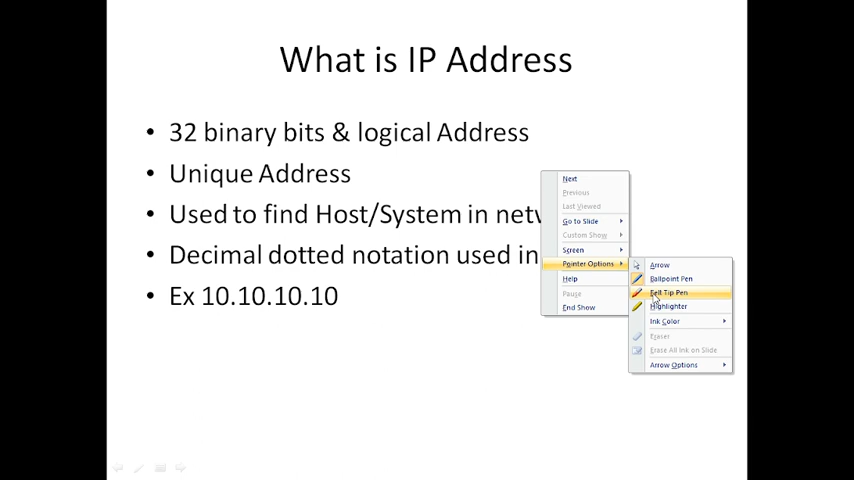 What is IP Address
• 32 binary bits & logical Address
• Unique Address
• Used to find Host/System in netw
• Decimal dotted notation used in
• Ex 10.10.10.10
Next
Previous
Last Viewed
Go to Slide
Custom Show
Screen
Pointer Options
Help
Pause
End Show
Arrow
Ballpoint Pen
Felt Tip Pen
Highlighter
Ink Color
Eraser
Erase All Ink on Slide
Arrow Options